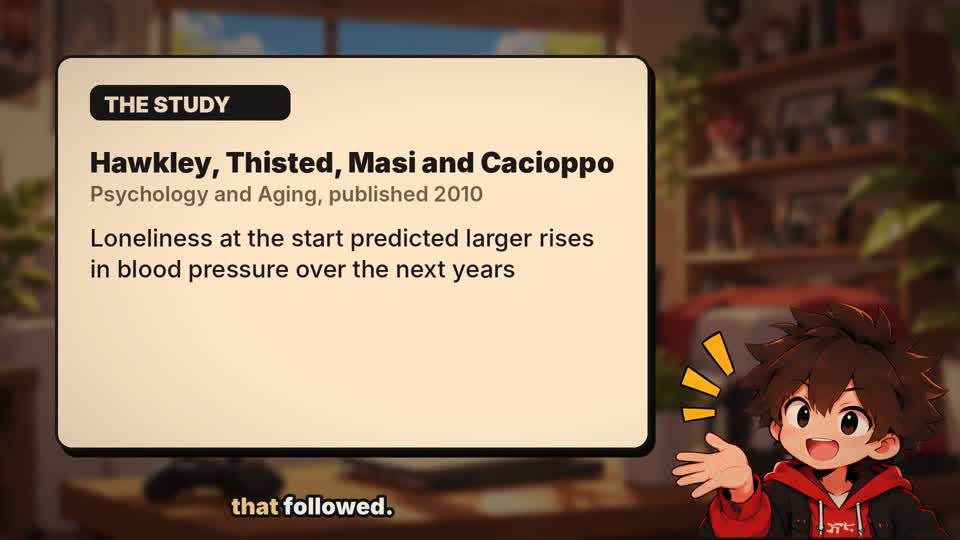 THE STUDY
Hawkley, Thisted, Masi and Cacioppo
Psychology and Aging, published 2010
Loneliness at the start predicted larger rises
in blood pressure over the next years
that followed.